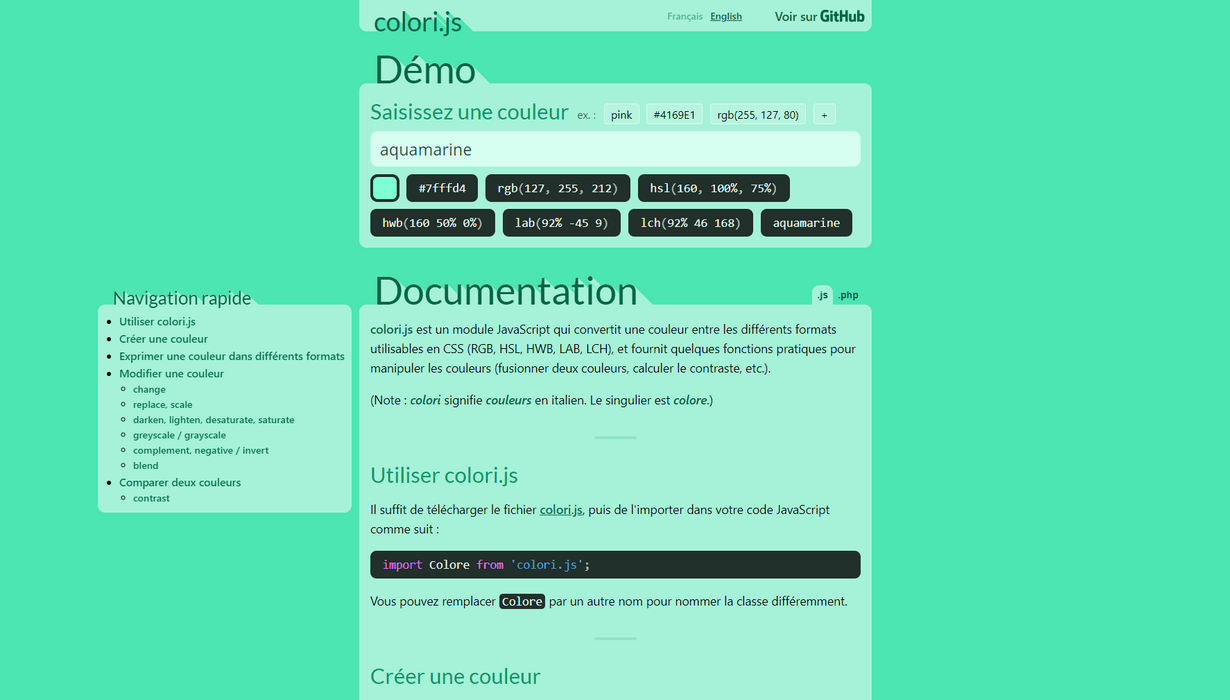 colori.js
Français English
Voir sur GitHub
Démo
Saisissez une couleur ex. : pink #4169E1 rgb(255, 127, 80) +
aquamarine
#7fffd4 rgb(127, 255, 212) hsl(160, 100%, 75%)
hwb(160 50% 0%) lab(92% -45 9) lch(92% 46 168) aquamarine
Navigation rapide
Utiliser colori.js
Créer une couleur
Exprimer une couleur dans différents formats
Modifier une couleur
change
replace, scale
darken, lighten, desaturate, saturate
greyscale / grayscale
complement, negative / invert
blend
Comparer deux couleurs
contrast
Documentation
.js .php
colori.js est un module JavaScript qui convertit une couleur entre les différents formats
utilisables en CSS (RGB, HSL, HWB, LAB, LCH), et fournit quelques fonctions pratiques pour
manipuler les couleurs (fusionner deux couleurs, calculer le contraste, etc.).
(Note : colori signifie couleurs en italien. Le singulier est colore.)
Utiliser colori.js
Il suffit de télécharger le fichier colori.js, puis de l'importer dans votre code JavaScript
comme suit :
import Colore from 'colori.js';
Vous pouvez remplacer Colore par un autre nom pour nommer la classe différemment.
Créer une couleur